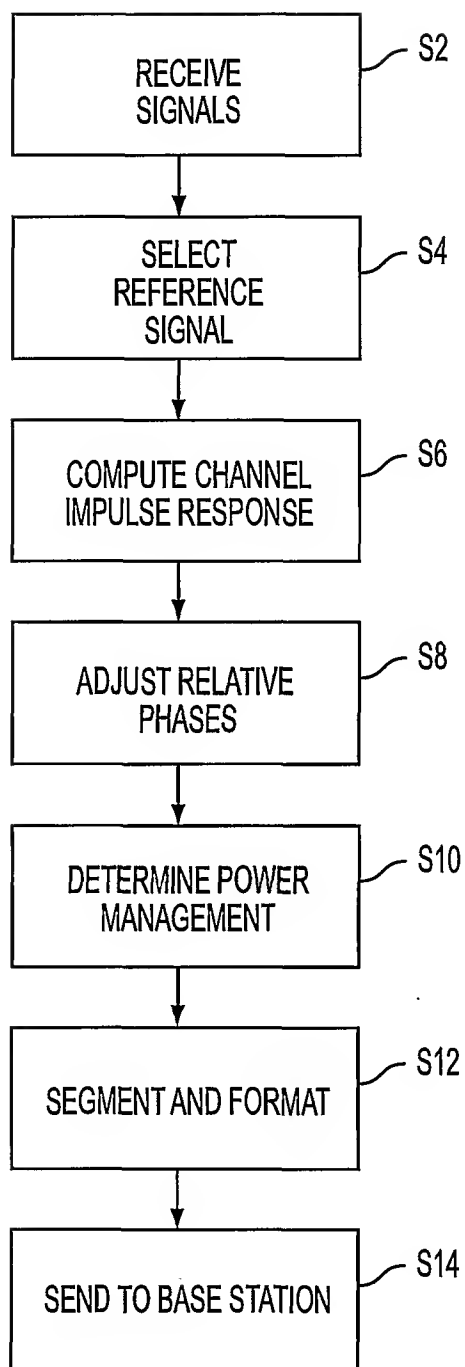 S2
RECEIVE
SIGNALS
S4
SELECT
REFERENCE
SIGNAL
S6
COMPUTE CHANNEL
IMPULSE RESPONSE
S8
ADJUST RELATIVE
PHASES
S10
DETERMINE POWER
MANAGEMENT
S12
SEGMENT AND FORMAT
S14
SEND TO BASE STATION